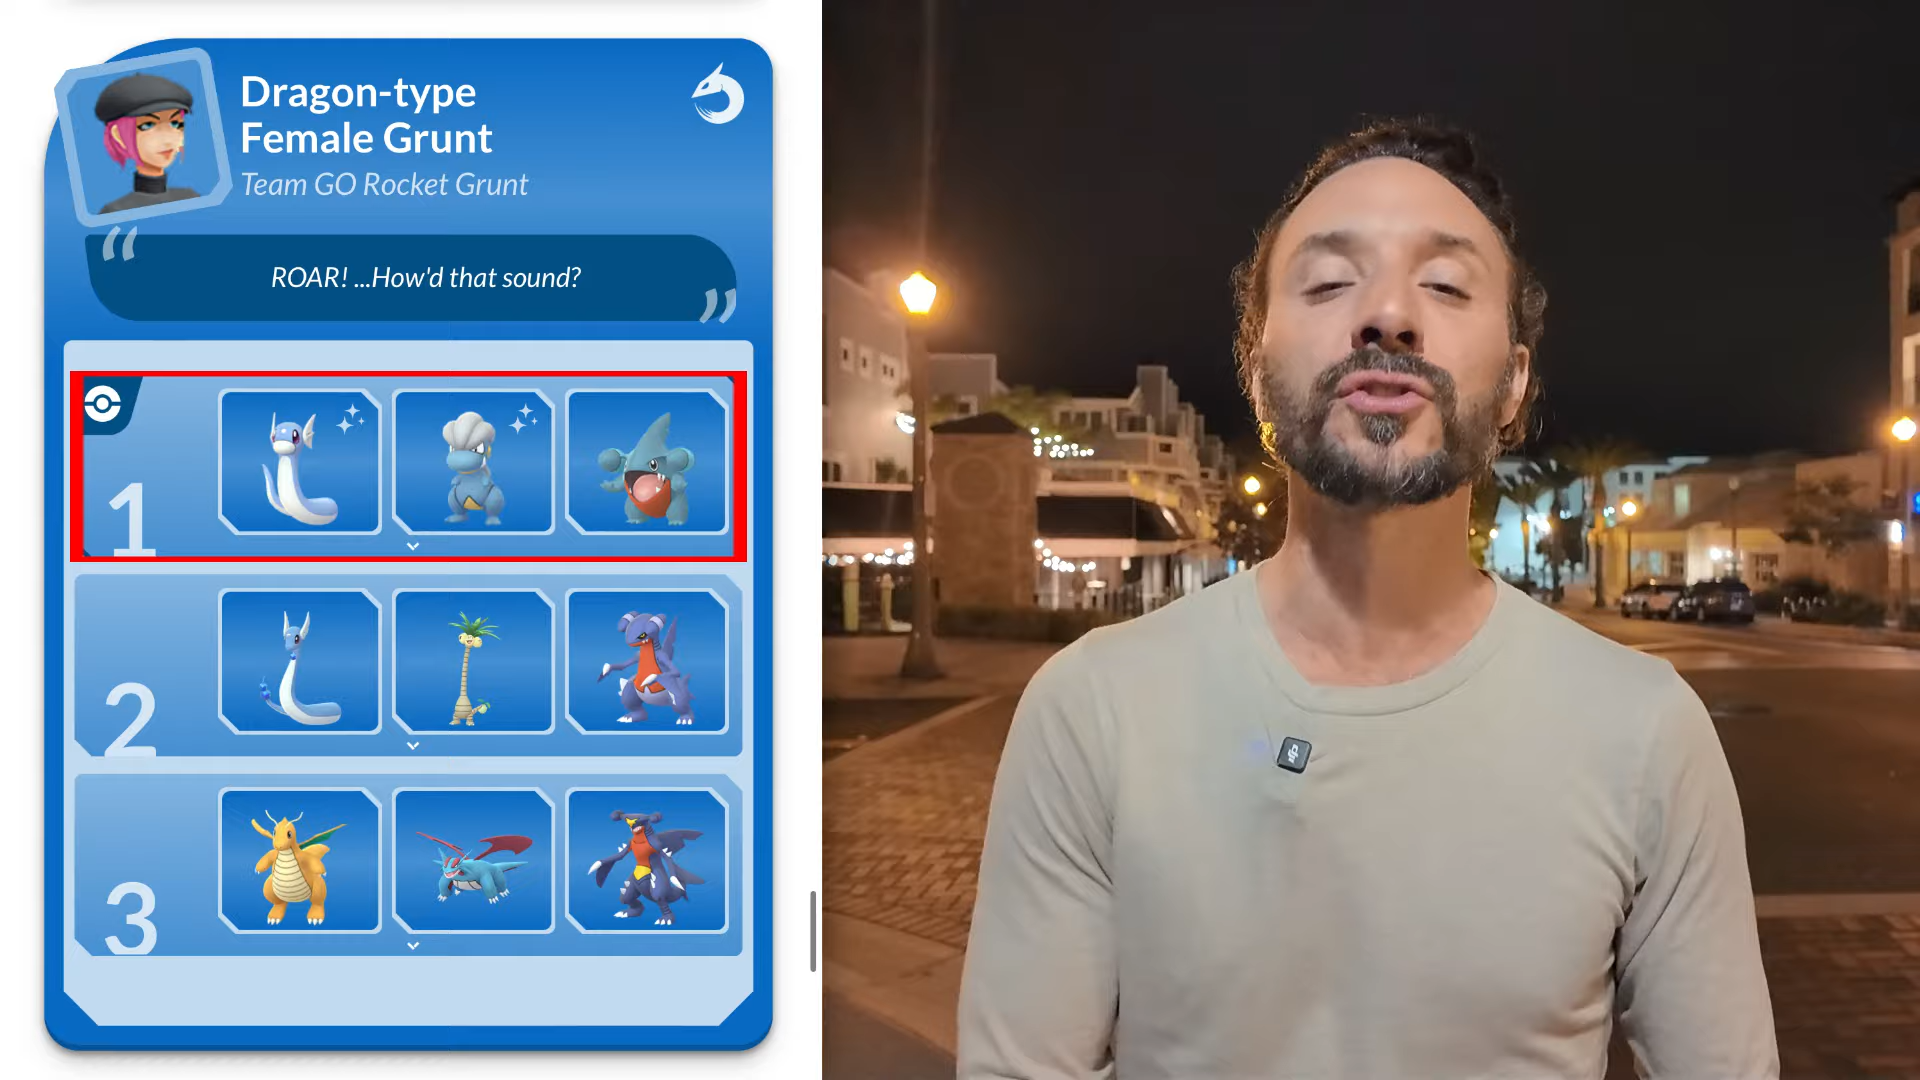 Dragon-type
Female Grunt
Team GO Rocket Grunt
“
ROAR! ...How'd that sound?
”
1
2
3